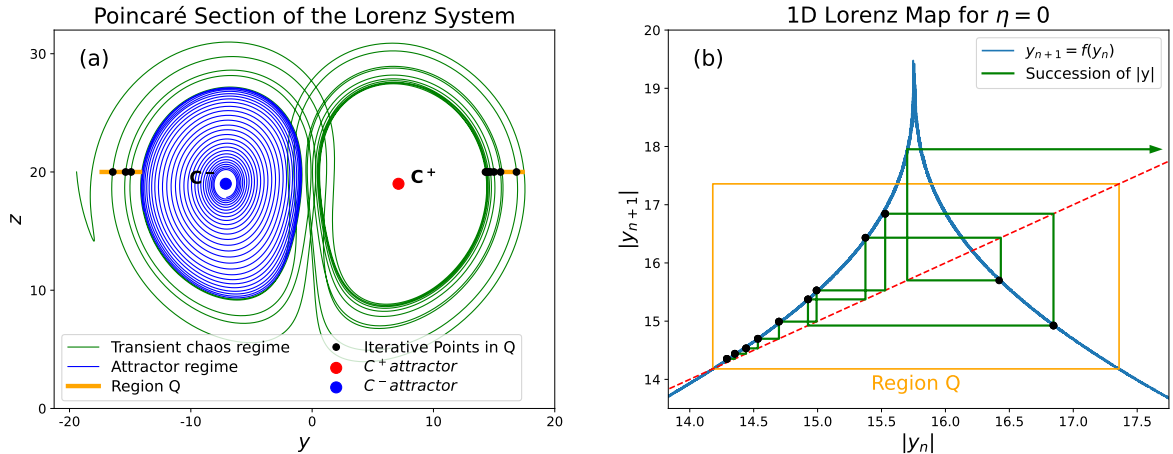 Poincaré Section of the Lorenz System
(a)
30
20
10
0
z
C⁻
C⁺
Transient chaos regime
Attractor regime
Region Q
Iterative Points in Q
C⁺ attractor
C⁻ attractor
-20
-10
0
10
20
y
1D Lorenz Map for η = 0
(b)
20
19
18
17
16
15
14
|yₙ₊₁|
yₙ₊₁ = f(yₙ)
Succession of |y|
Region Q
14.0
14.5
15.0
15.5
16.0
16.5
17.0
17.5
|yₙ|